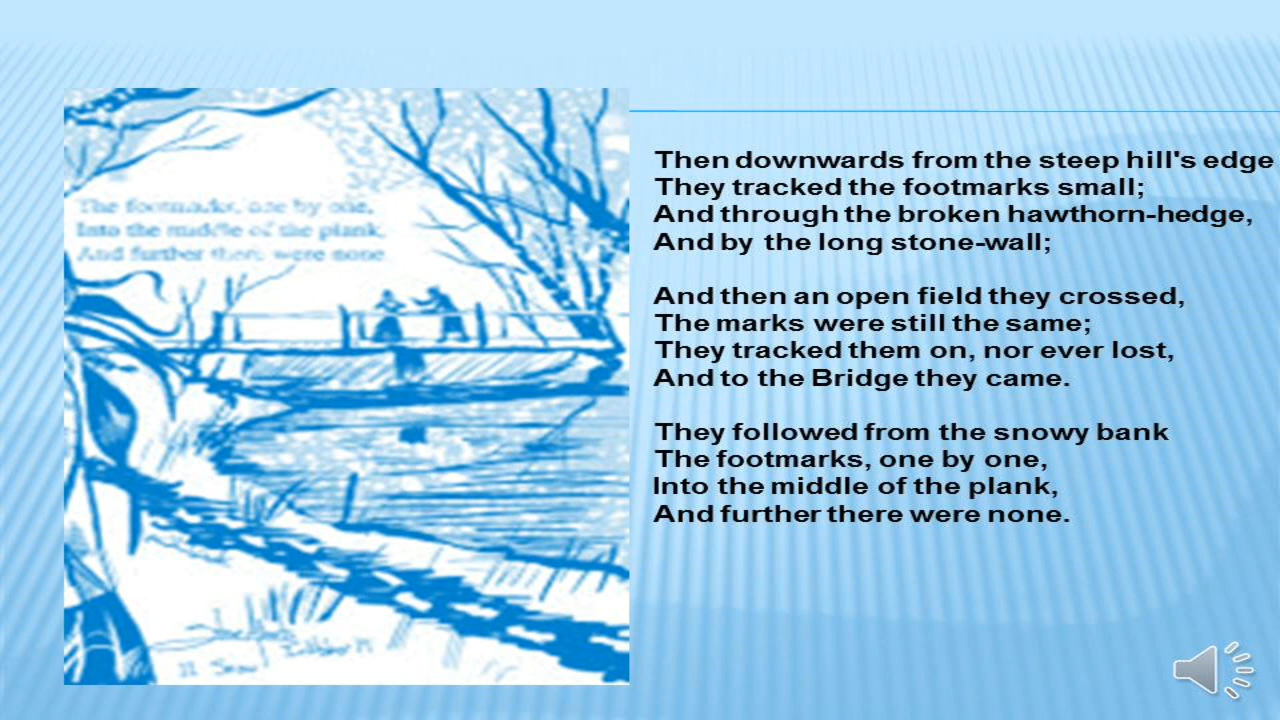 The footmarks, one by one,
Into the middle of the plank,
And further there were none
Then downwards from the steep hill's edge
They tracked the footmarks small;
And through the broken hawthorn-hedge,
And by the long stone-wall;
And then an open field they crossed,
The marks were still the same;
They tracked them on, nor ever lost,
And to the Bridge they came.
They followed from the snowy bank
The footmarks, one by one,
Into the middle of the plank,
And further there were none.